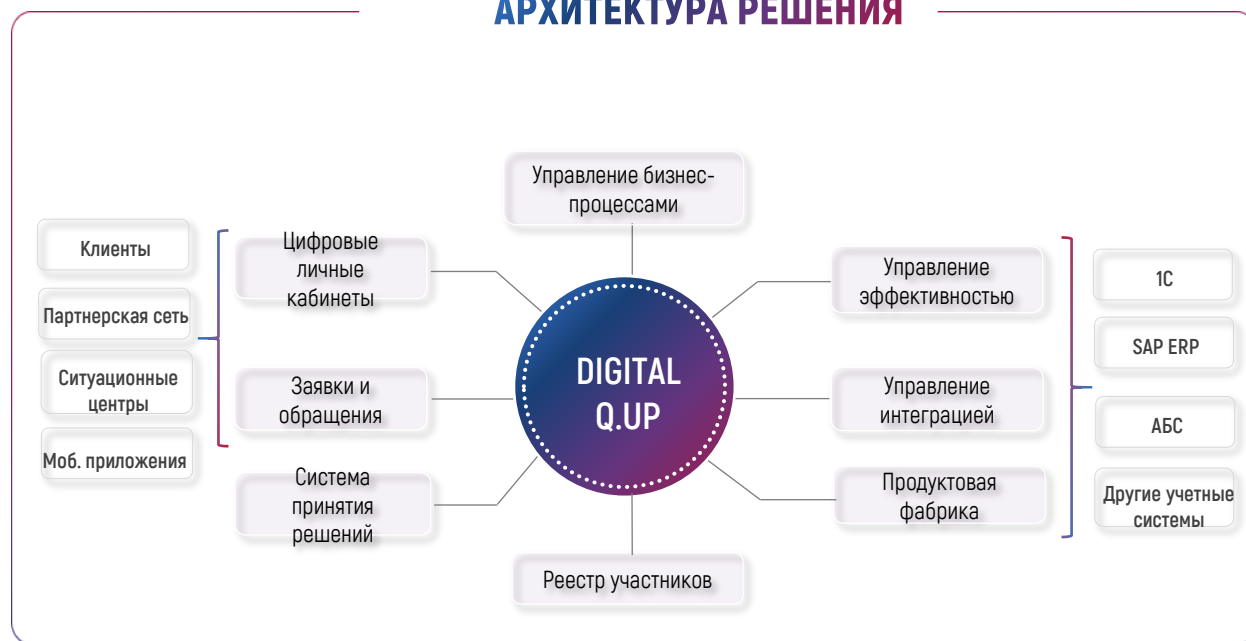 АРХИТЕКТУРА РЕШЕНИЯ
Управление бизнес-
процессами
Клиенты
Партнерская сеть
Ситуационные
центры
Моб. приложения
Цифровые
личные
кабинеты
Заявки и
обращения
Система
принятия
решений
DIGITAL
Q.UP
Управление
эффективностью
Управление
интеграцией
Продуктовая
фабрика
1С
SAP ERP
АБС
Другие учетные
системы
Реестр участников